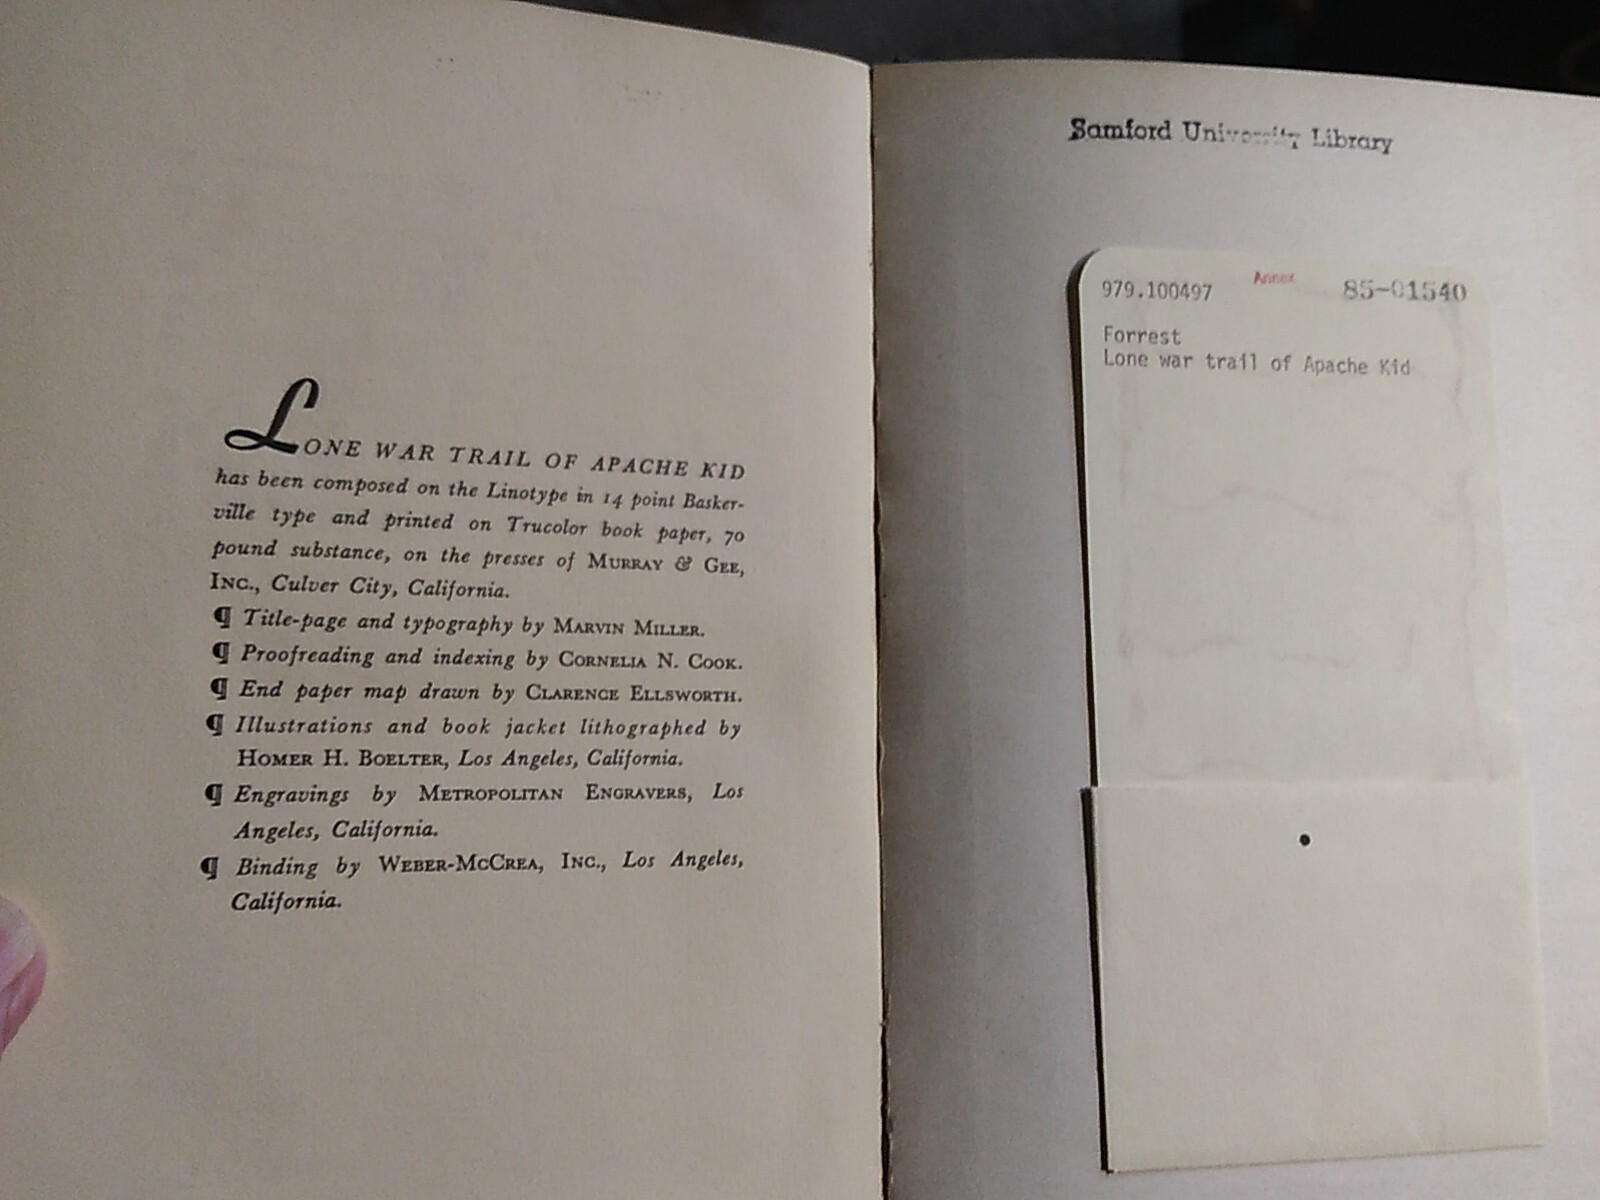 LONE WAR TRAIL OF APACHE KID
has been composed on the Linotype in 14 point Basker-
ville type and printed on Trucolor book paper, 70
pound substance, on the presses of MURRAY & GEE,
INC., Culver City, California.
¶ Title-page and typography by MARVIN MILLER.
¶ Proofreading and indexing by CORNELIA N. COOK.
¶ End paper map drawn by CLARENCE ELLSWORTH.
¶ Illustrations and book jacket lithographed by
HOMER H. BOELTER, Los Angeles, California.
¶ Engravings by METROPOLITAN ENGRAVERS, Los
Angeles, California.
¶ Binding by WEBER-MCCREA, INC., Los Angeles,
California.
Samford University Library
979.100497 Annex 85-01540
Forrest
Lone war trail of Apache Kid